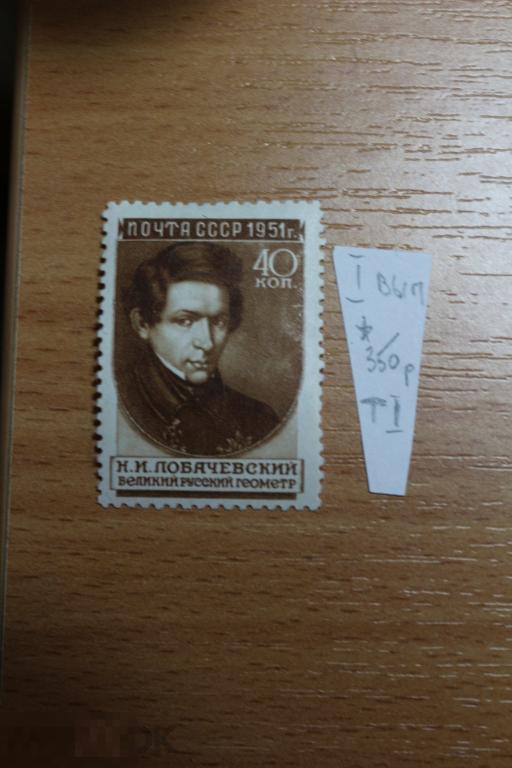 ПОЧТА СССР 1951г.
40
КОП.
Н.И.ЛОБАЧЕВСКИЙ
ВЕЛИКИЙ РУССКИЙ ГЕОМЕТР
I вып
*
350 р
т I